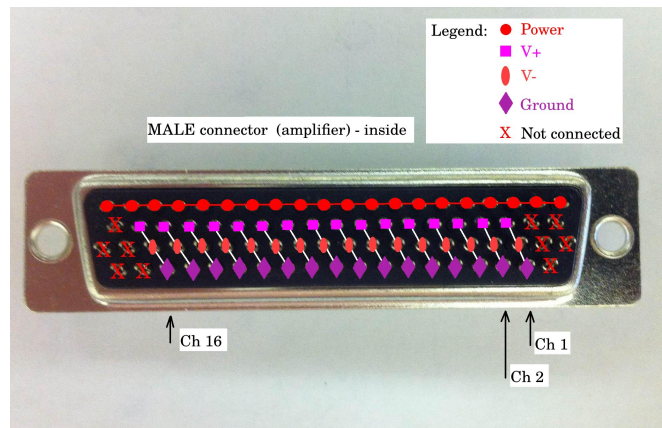 Legend:
Power
V+
V-
Ground
X Not connected
MALE connector (amplifier) - inside
X X X
X X X X
X X X
Ch 16
Ch 1
Ch 2